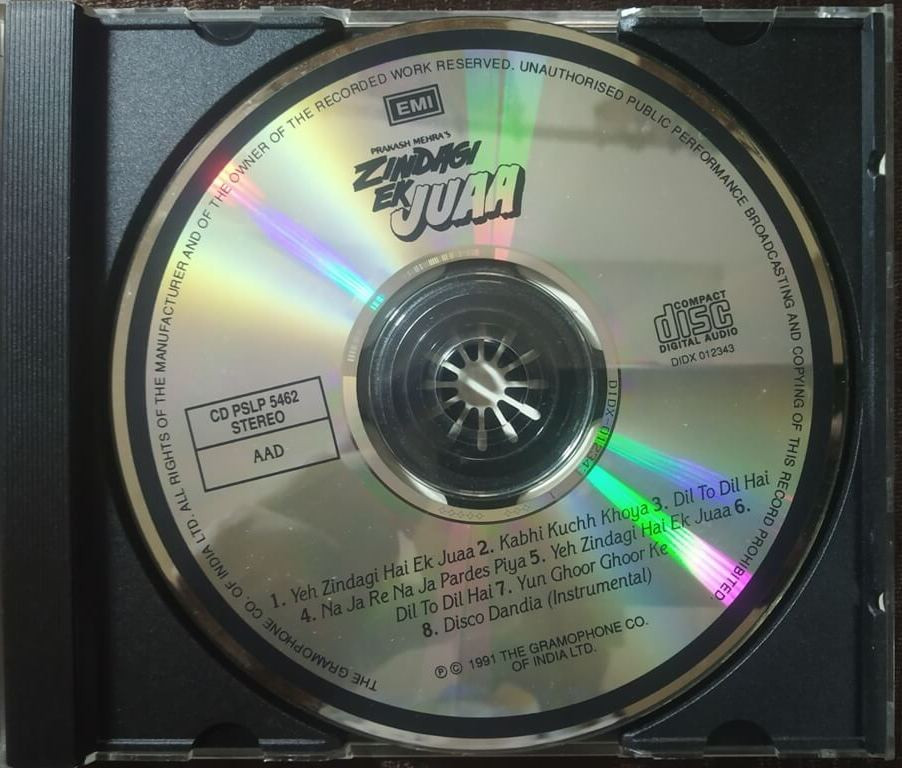 THE GRAMOPHONE CO. OF INDIA LTD. ALL RIGHTS OF THE MANUFACTURER AND OF THE OWNER OF THE RECORDED WORK RESERVED. UNAUTHORISED PUBLIC PERFORMANCE BROADCASTING AND COPYING OF THIS RECORD PROHIBITED.
EMI
PRAKASH MEHRA'S
ZINDAGI
EK
JUAA
COMPACT
disc
DIGITAL AUDIO
DIDX 012343
CD PSLP 5462
STEREO
AAD
1. Yeh Zindagi Hai Ek Juaa 2. Kabhi Kuchh Khoya 3. Dil To Dil Hai
4. Na Ja Re Na Ja Pardes Piya 5. Yeh Zindagi Hai Ek Juaa 6.
Dil To Dil Hai 7. Yun Ghoor Ghoor Ke
8. Disco Dandia (Instrumental)
℗ © 1991 THE GRAMOPHONE CO.
OF INDIA LTD.